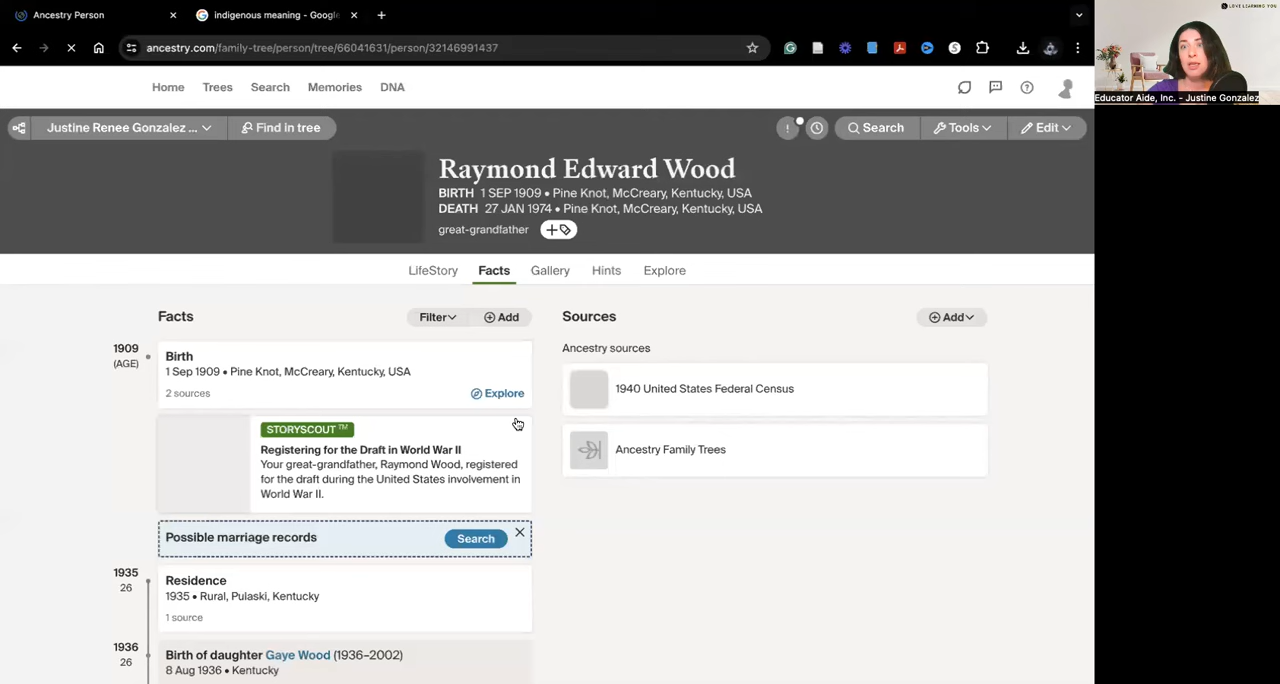 Ancestry Person
indigenous meaning - Google
LOVE LEARNING YOU
ancestry.com/family-tree/person/tree/66041631/person/32146991437
Educator Aide, Inc. - Justine Gonzalez
Home Trees Search Memories DNA
Justine Renee Gonzalez ... Find in tree Search Tools Edit
Raymond Edward Wood
BIRTH 1 SEP 1909 • Pine Knot, McCreary, Kentucky, USA
DEATH 27 JAN 1974 • Pine Knot, McCreary, Kentucky, USA
great-grandfather
LifeStory Facts Gallery Hints Explore
Facts Filter Add
1909
(AGE)
Birth
1 Sep 1909 • Pine Knot, McCreary, Kentucky, USA
2 sources Explore
STORYSCOUT™
Registering for the Draft in World War II
Your great-grandfather, Raymond Wood, registered
for the draft during the United States involvement in
World War II.
Possible marriage records Search
1935
26
Residence
1935 • Rural, Pulaski, Kentucky
1 source
1936
26
Birth of daughter Gaye Wood (1936–2002)
8 Aug 1936 • Kentucky
Sources Add
Ancestry sources
1940 United States Federal Census
Ancestry Family Trees